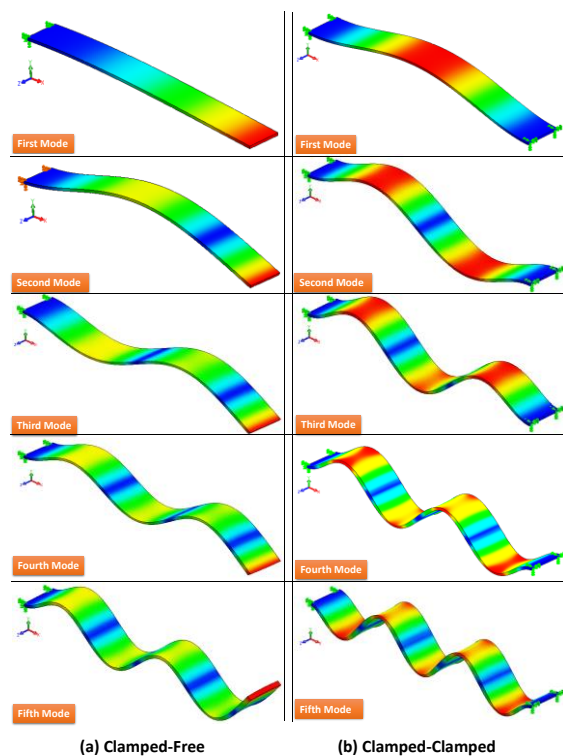 First Mode
First Mode
Second Mode
Second Mode
Third Mode
Third Mode
Fourth Mode
Fourth Mode
Fifth Mode
Fifth Mode
(a) Clamped-Free
(b) Clamped-Clamped